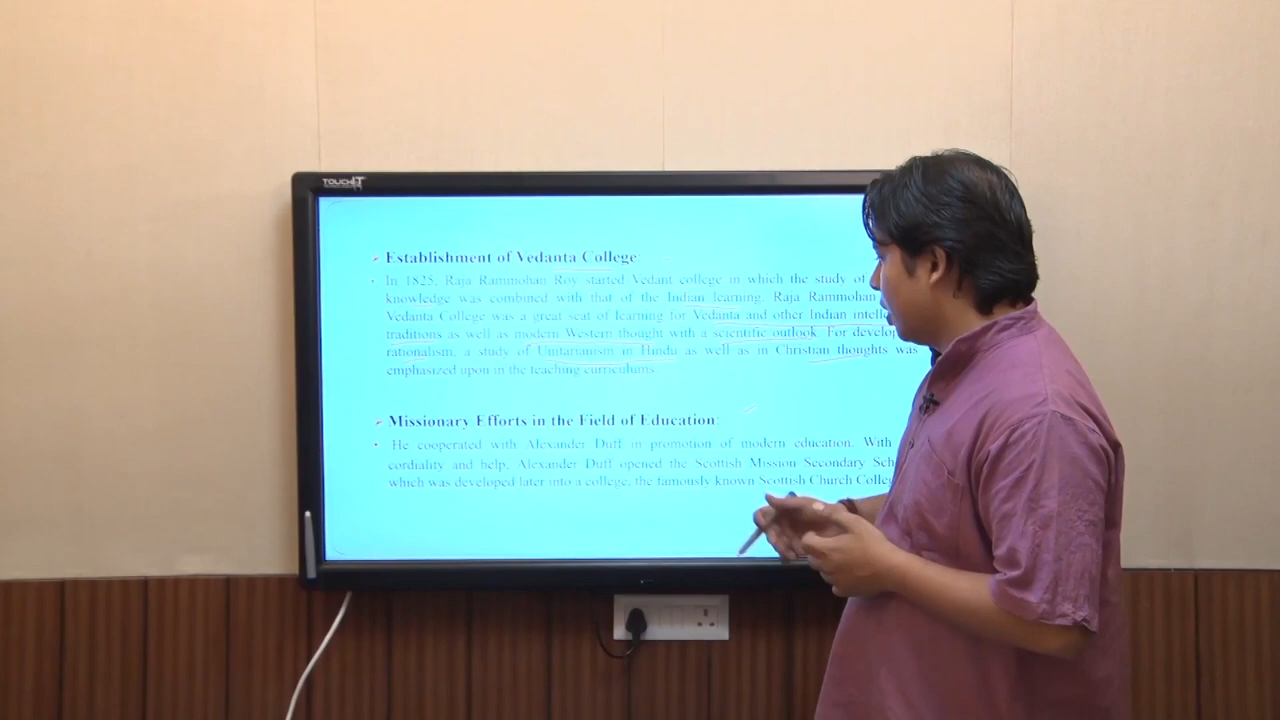 TOUCHIT
Establishment of Vedanta College:
In 1825, Raja Rammohan Roy started Vedant college in which the study of
knowledge was combined with that of the Indian learning. Raja Rammohan
Vedanta College was a great seat of learning for Vedanta and other Indian intelle
traditions as well as modern Western thought with a scientific outlook. For develop
rationalism, a study of Unitarianism in Hindu as well as in Christian thoughts was
emphasized upon in the teaching curriculums.
Missionary Efforts in the Field of Education:
He cooperated with Alexander Duff in promotion of modern education. With
cordiality and help, Alexander Duff opened the Scottish Mission Secondary Sch
which was developed later into a college, the famously known Scottish Church Colle